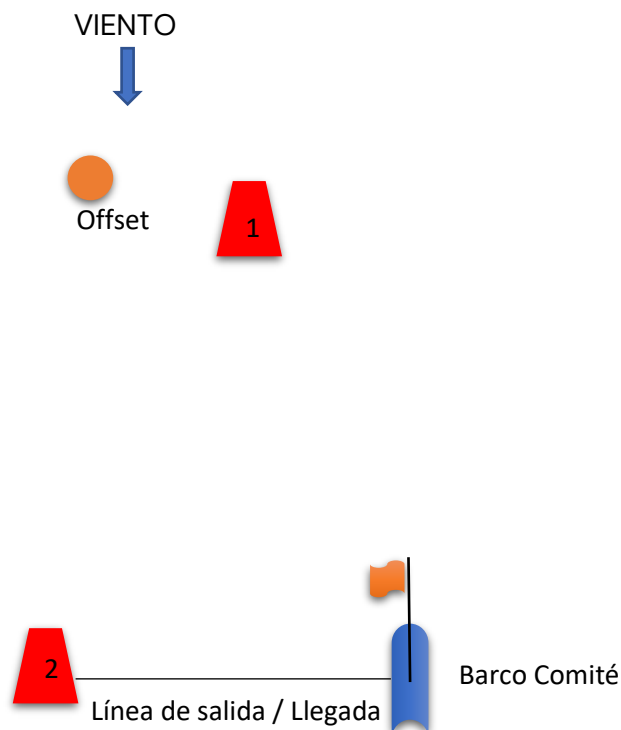 VIENTO
Offset
1
2
Barco Comité
Línea de salida / Llegada